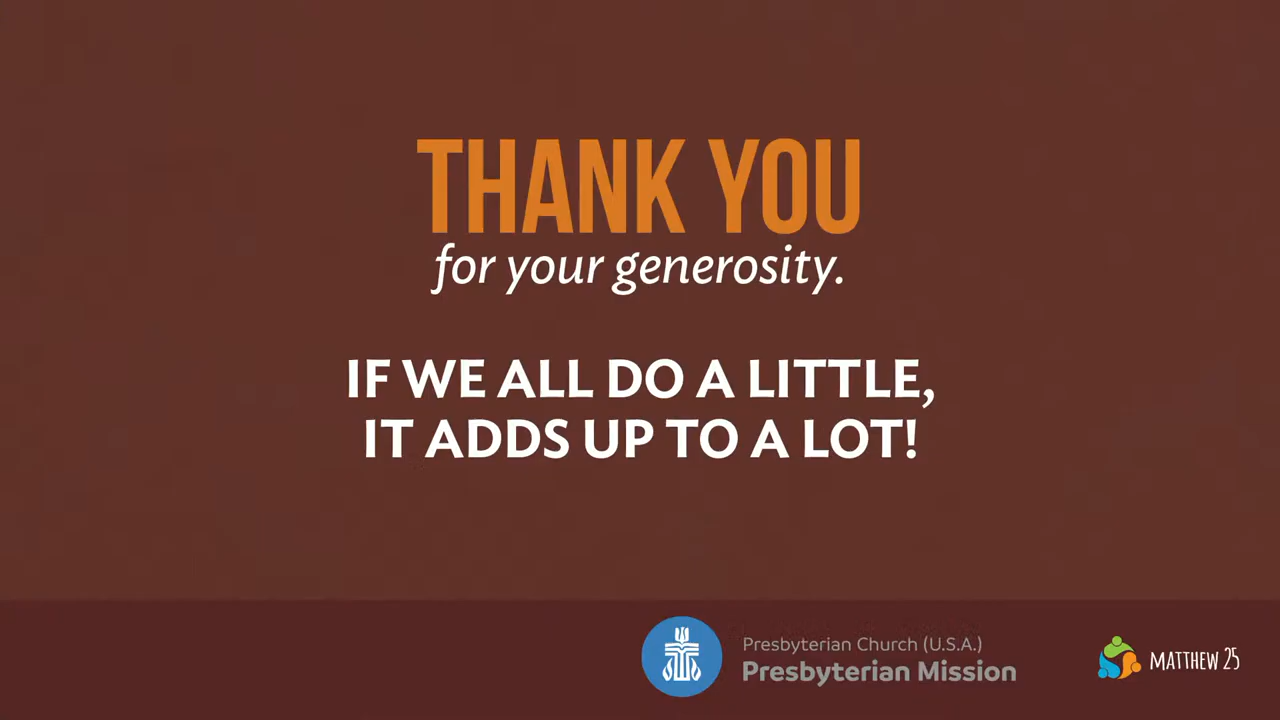 THANK YOU
for your generosity.
IF WE ALL DO A LITTLE,
IT ADDS UP TO A LOT!
Presbyterian Church (U.S.A.)
Presbyterian Mission
MATTHEW 25